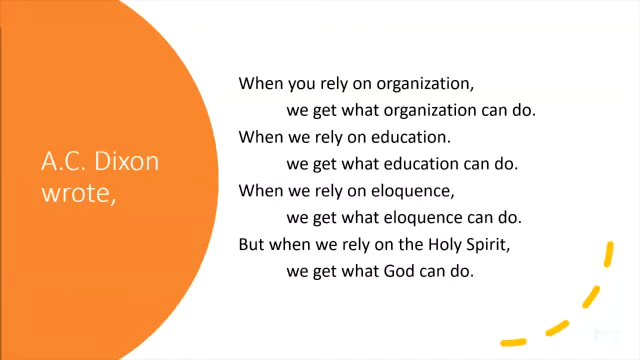 A.C. Dixon
wrote,
When you rely on organization,
we get what organization can do.
When we rely on education.
we get what education can do.
When we rely on eloquence,
we get what eloquence can do.
But when we rely on the Holy Spirit,
we get what God can do.